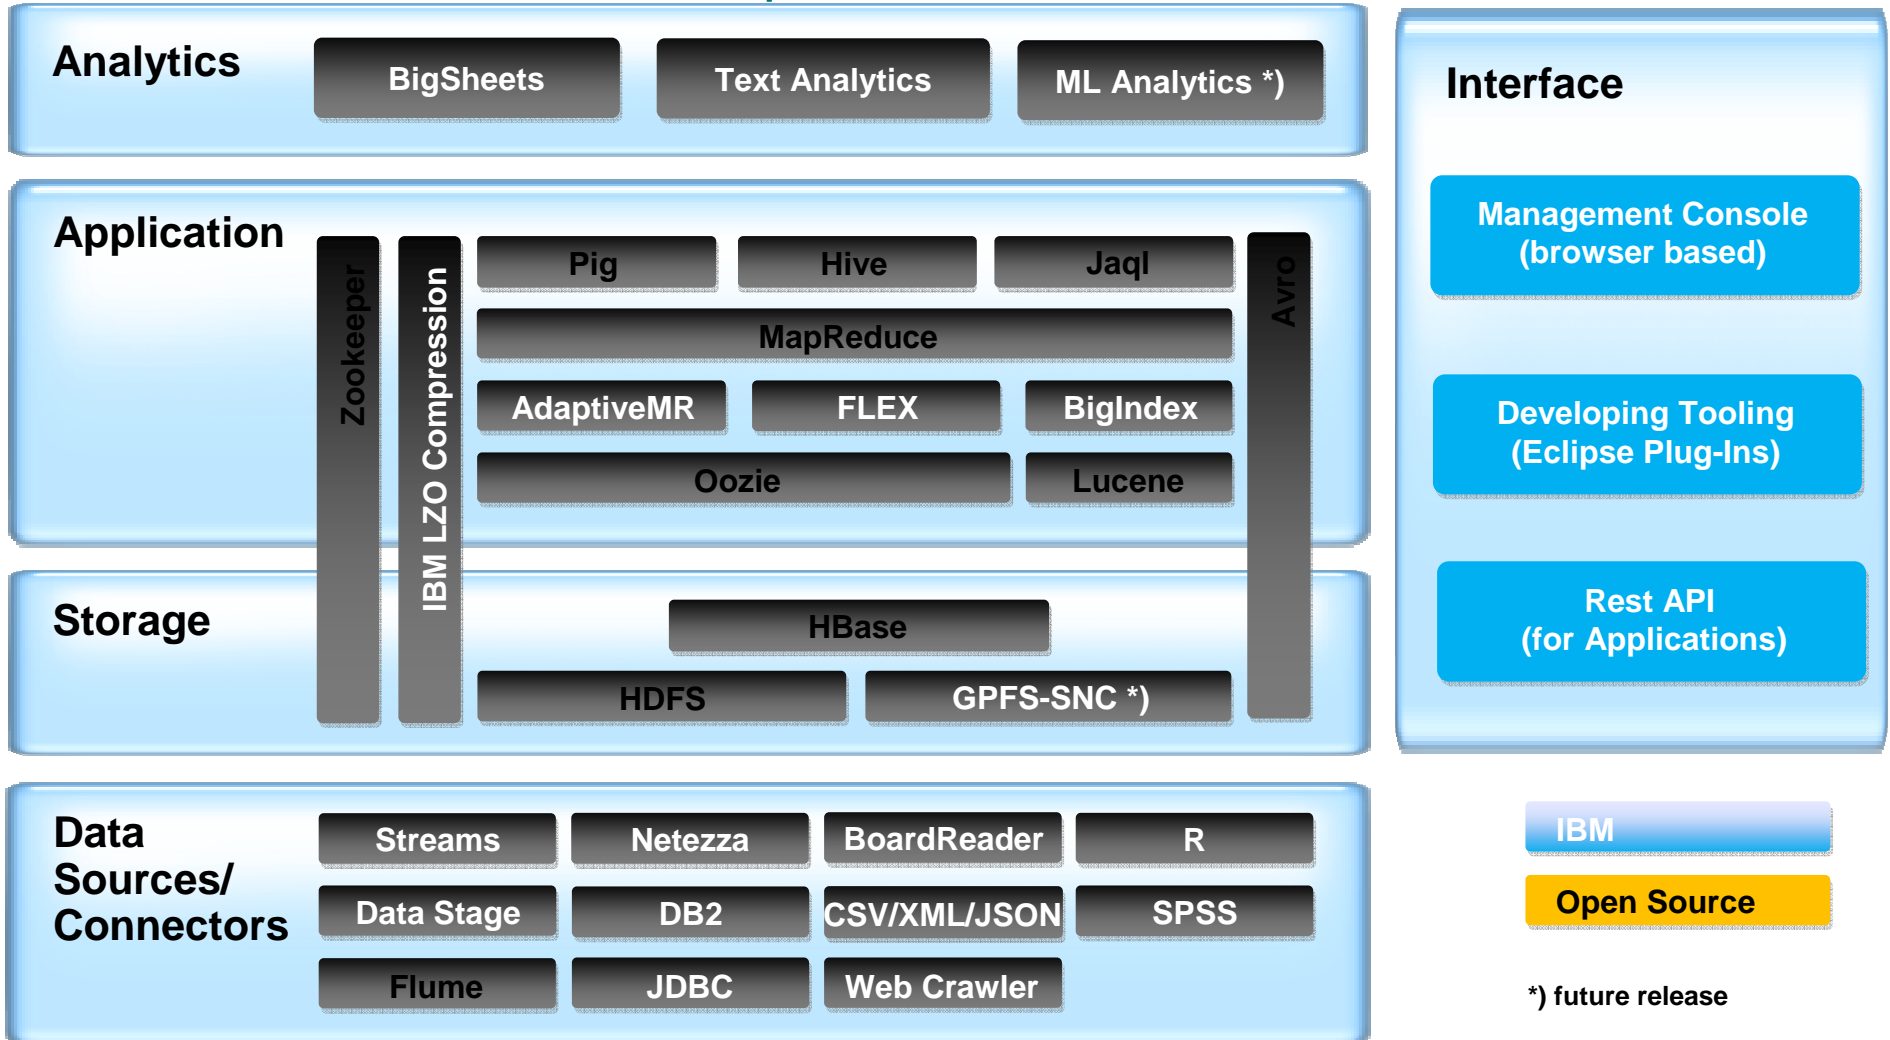 Analytics
BigSheets
Text Analytics
ML Analytics *)
Application
Zookeeper
IBM LZO Compression
Pig
Hive
Jaql
Avro
MapReduce
AdaptiveMR
FLEX
BigIndex
Oozie
Lucene
Storage
HBase
HDFS
GPFS-SNC *)
Data
Sources/
Connectors
Streams
Netezza
BoardReader
R
Data Stage
DB2
CSV/XML/JSON
SPSS
Flume
JDBC
Web Crawler
Interface
Management Console
(browser based)
Developing Tooling
(Eclipse Plug-Ins)
Rest API
(for Applications)
IBM
Open Source
*) future release